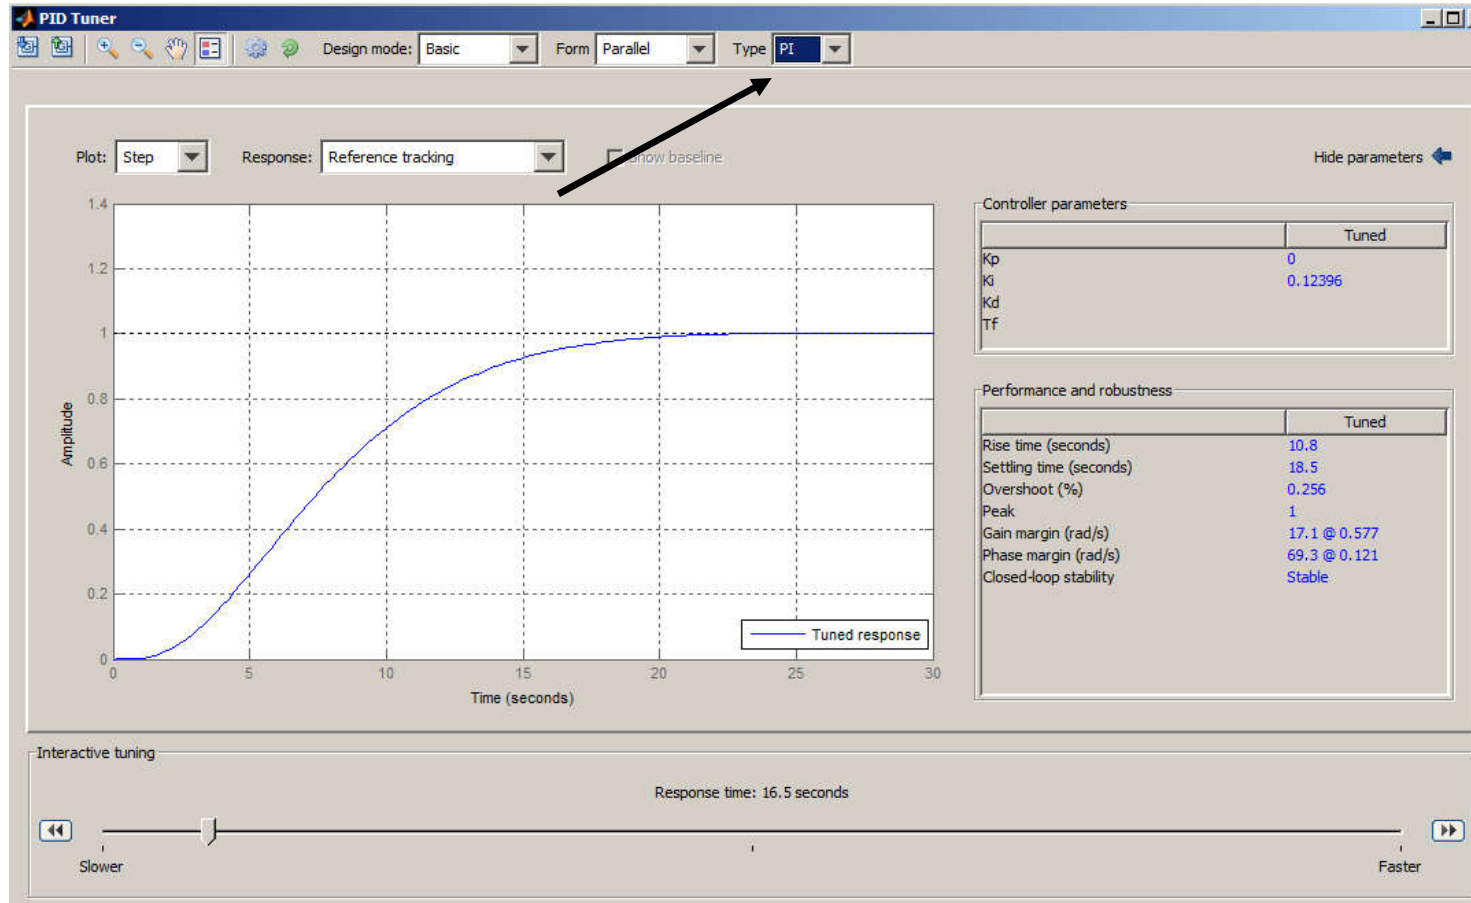 PID Tuner
Design mode: Basic Form Parallel Type PI
Plot: Step Response: Reference tracking Show baseline Hide parameters
1.4
1.2
1
0.8
0.6
0.4
0.2
0
Amplitude
0 5 10 15 20 25 30
Time (seconds)
Tuned response
Controller parameters
Tuned
Kp 0
Ki 0.12396
Kd
Tf
Performance and robustness
Tuned
Rise time (seconds) 10.8
Settling time (seconds) 18.5
Overshoot (%) 0.256
Peak 1
Gain margin (rad/s) 17.1 @ 0.577
Phase margin (rad/s) 69.3 @ 0.121
Closed-loop stability Stable
Interactive tuning
Response time: 16.5 seconds
Slower Faster